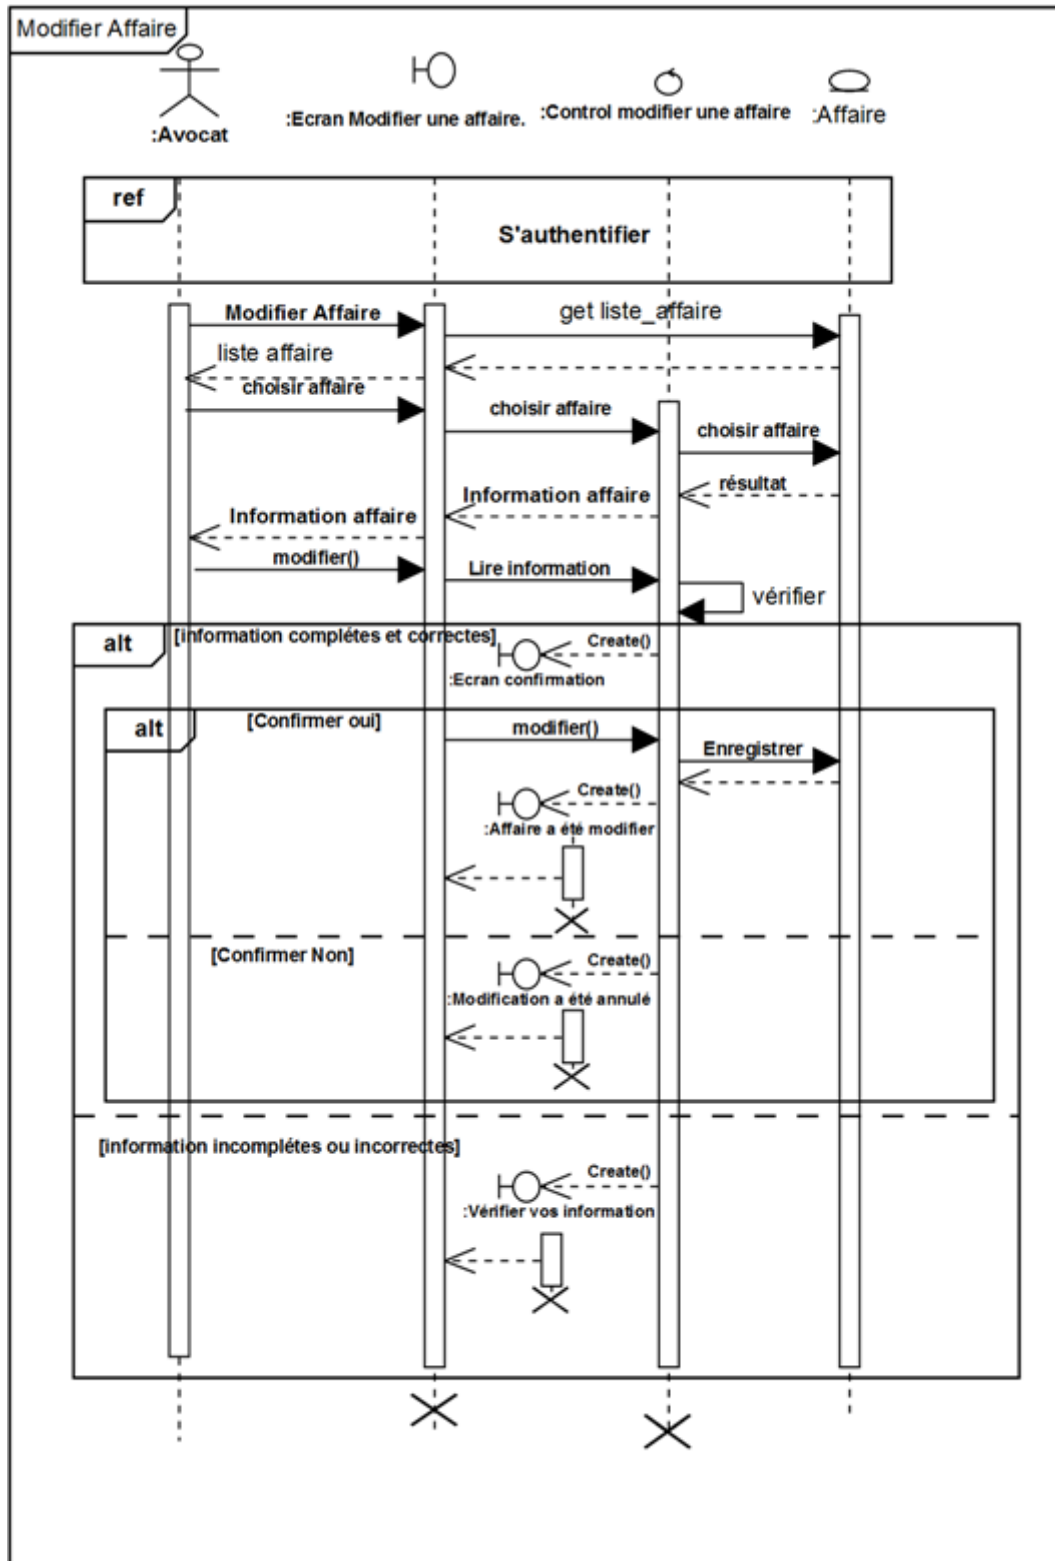 Modifier Affaire
:Avocat
:Ecran Modifier une affaire.
:Control modifier une affaire
:Affaire
ref
S'authentifier
Modifier Affaire
get liste_affaire
liste affaire
choisir affaire
choisir affaire
choisir affaire
résultat
Information affaire
Information affaire
modifier()
Lire information
vérifier
alt
[information complétes et correctes]
Create()
:Ecran confirmation
alt
[Confirmer oui]
modifier()
Enregistrer
Create()
:Affaire a été modifier
[Confirmer Non]
Create()
:Modification a été annulé
[information incomplétes ou incorrectes]
Create()
:Vérifier vos information